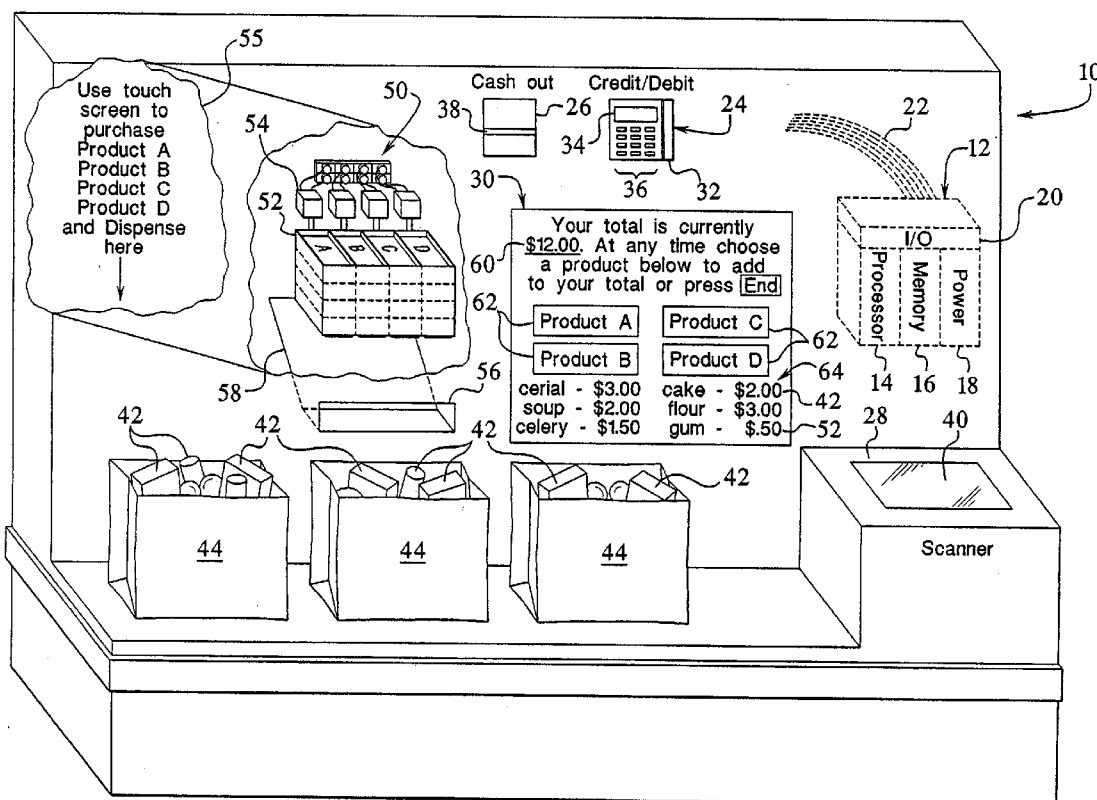 55
Use touch
screen to
purchase
Product A
Product B
Product C
Product D
and Dispense
here
50
54
52
A B C D
58
56
Cash out
38
26
Credit/Debit
34
24
36
32
22
10
12
20
I/O
Processor
Memory
Power
14 16 18
30
Your total is currently
60
$12.00. At any time choose
a product below to add
to your total or press End
62
Product A Product C
62
Product B Product D
64
cerial - $3.00 cake - $2.00 42
soup - $2.00 flour - $3.00
celery - $1.50 gum - $.50 52
28
40
Scanner
42 42 42 42 42
44 44 44